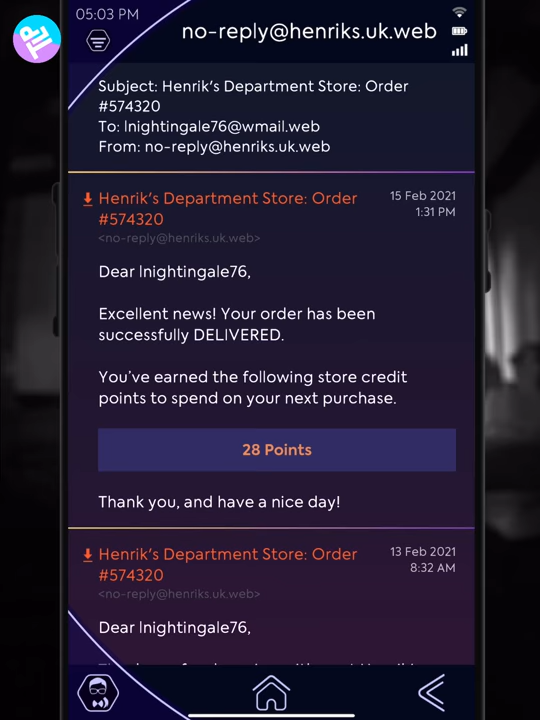 05:03 PM
no-reply@henriks.uk.web
Subject: Henrik's Department Store: Order
#574320
To: lnightingale76@wmail.web
From: no-reply@henriks.uk.web
Henrik's Department Store: Order
#574320
15 Feb 2021
1:31 PM
<no-reply@henriks.uk.web>
Dear lnightingale76,
Excellent news! Your order has been
successfully DELIVERED.
You've earned the following store credit
points to spend on your next purchase.
28 Points
Thank you, and have a nice day!
Henrik's Department Store: Order
#574320
13 Feb 2021
8:32 AM
<no-reply@henriks.uk.web>
Dear lnightingale76,